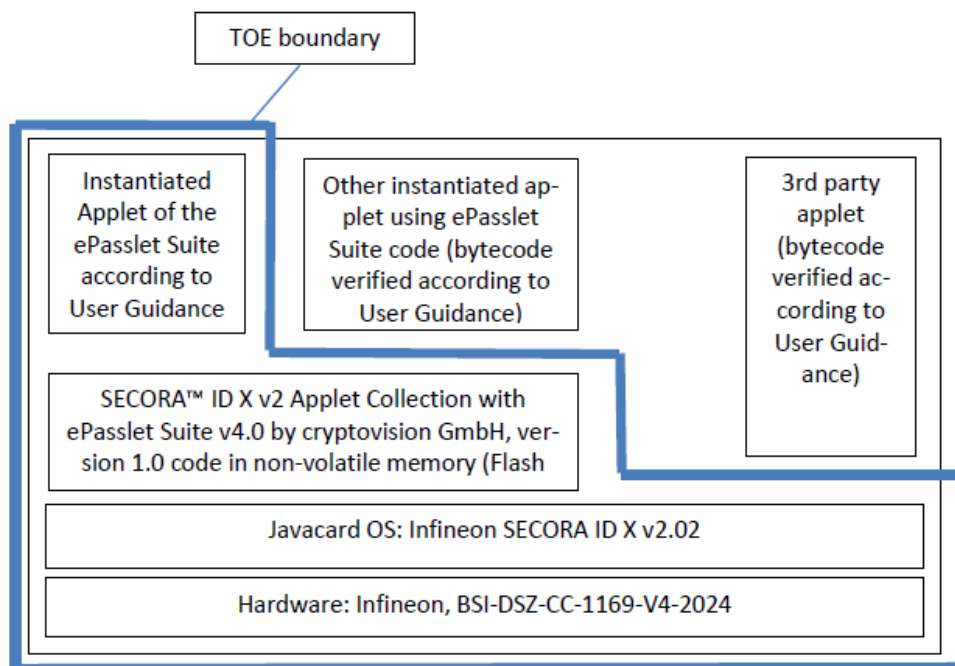 TOE boundary
Instantiated
Applet of the
ePasslet Suite
according to
User Guidance
Other instantiated ap-
plet using ePasslet
Suite code (bytecode
verified according to
User Guidance)
3rd party
applet
(bytecode
verified ac-
cording to
User Guid-
ance)
SECORA™ ID X v2 Applet Collection with
ePasslet Suite v4.0 by cryptovision GmbH, ver-
sion 1.0 code in non-volatile memory (Flash
Javacard OS: Infineon SECORA ID X v2.02
Hardware: Infineon, BSI-DSZ-CC-1169-V4-2024